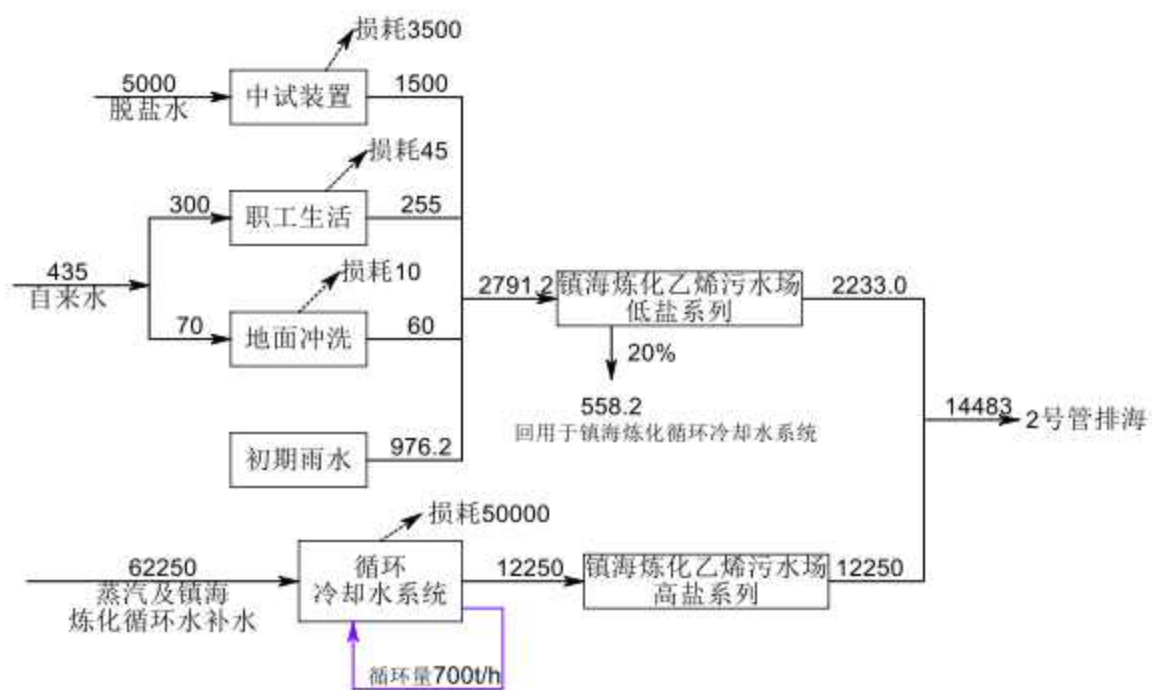 损耗3500
5000
脱盐水
中试装置
1500
损耗45
300
职工生活
255
435
自来水
损耗10
70
地面冲洗
60
2791.2
镇海炼化乙烯污水场
低盐系列
2233.0
20%
558.2
回用于镇海炼化循环冷却水系统
14483
2号管排海
初期雨水
976.2
损耗50000
62250
蒸汽及镇海
炼化循环水补水
循环
冷却水系统
12250
镇海炼化乙烯污水场
高盐系列
12250
循环量700t/h